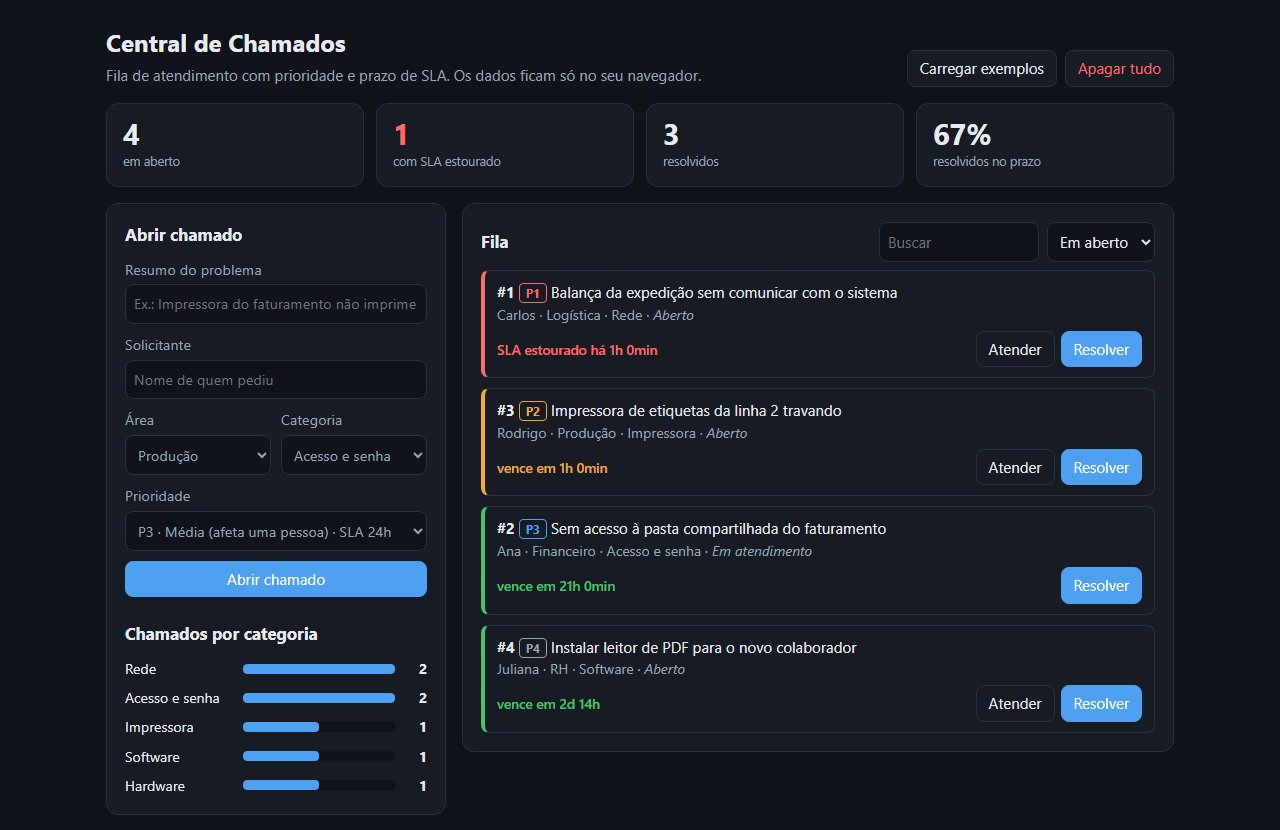 Central de Chamados
Fila de atendimento com prioridade e prazo de SLA. Os dados ficam só no seu navegador.
Carregar exemplos
Apagar tudo
4
em aberto
1
com SLA estourado
3
resolvidos
67%
resolvidos no prazo
Abrir chamado
Resumo do problema
Ex.: Impressora do faturamento não imprime
Solicitante
Nome de quem pediu
Área
Categoria
Produção
Acesso e senha
Prioridade
P3 · Média (afeta uma pessoa) · SLA 24h
Abrir chamado
Chamados por categoria
Rede 2
Acesso e senha 2
Impressora 1
Software 1
Hardware 1
Fila
Buscar
Em aberto
#1 P1 Balança da expedição sem comunicar com o sistema
Carlos · Logística · Rede · Aberto
SLA estourado há 1h 0min
Atender
Resolver
#3 P2 Impressora de etiquetas da linha 2 travando
Rodrigo · Produção · Impressora · Aberto
vence em 1h 0min
Atender
Resolver
#2 P3 Sem acesso à pasta compartilhada do faturamento
Ana · Financeiro · Acesso e senha · Em atendimento
vence em 21h 0min
Resolver
#4 P4 Instalar leitor de PDF para o novo colaborador
Juliana · RH · Software · Aberto
vence em 2d 14h
Atender
Resolver